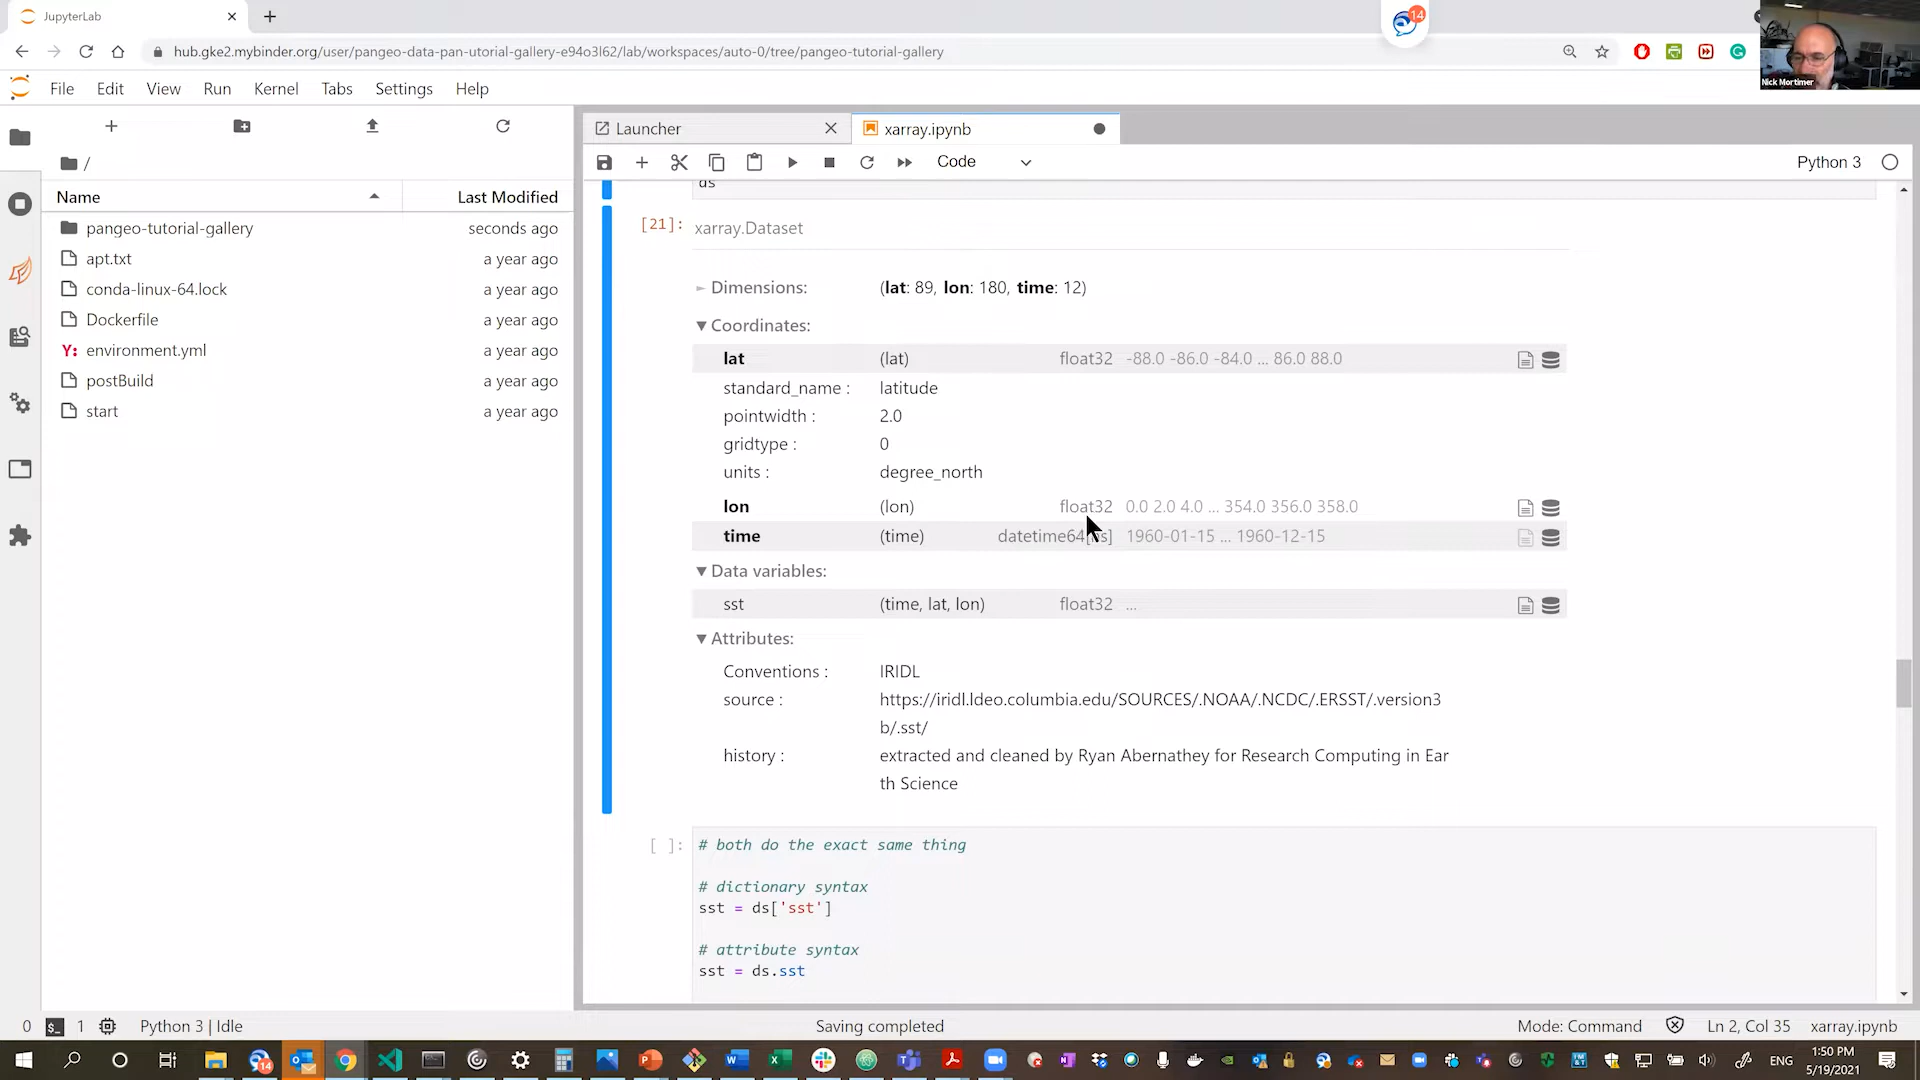 JupyterLab
14
hub.gke2.mybinder.org/user/pangeo-data-pan-utorial-gallery-e94o3l62/lab/workspaces/auto-0/tree/pangeo-tutorial-gallery
Nick Mortimer
File Edit View Run Kernel Tabs Settings Help
Launcher
xarray.ipynb
/
Code
Python 3
Name Last Modified
pangeo-tutorial-gallery seconds ago
apt.txt a year ago
conda-linux-64.lock a year ago
Dockerfile a year ago
Y: environment.yml a year ago
postBuild a year ago
start a year ago
ds
[21]: xarray.Dataset
Dimensions: (lat: 89, lon: 180, time: 12)
Coordinates:
lat (lat) float32 -88.0 -86.0 -84.0 ... 86.0 88.0
standard_name : latitude
pointwidth : 2.0
gridtype : 0
units : degree_north
lon (lon) float32 0.0 2.0 4.0 ... 354.0 356.0 358.0
time (time) datetime64[ns] 1960-01-15 ... 1960-12-15
Data variables:
sst (time, lat, lon) float32 ...
Attributes:
Conventions : IRIDL
source : https://iridl.ldeo.columbia.edu/SOURCES/.NOAA/.NCDC/.ERSST/.version3
b/.sst/
history : extracted and cleaned by Ryan Abernathey for Research Computing in Ear
th Science
[ ]: # both do the exact same thing
# dictionary syntax
sst = ds['sst']
# attribute syntax
sst = ds.sst
0 1 Python 3 | Idle Saving completed Mode: Command Ln 2, Col 35 xarray.ipynb
14
ENG
1:50 PM
5/19/2021